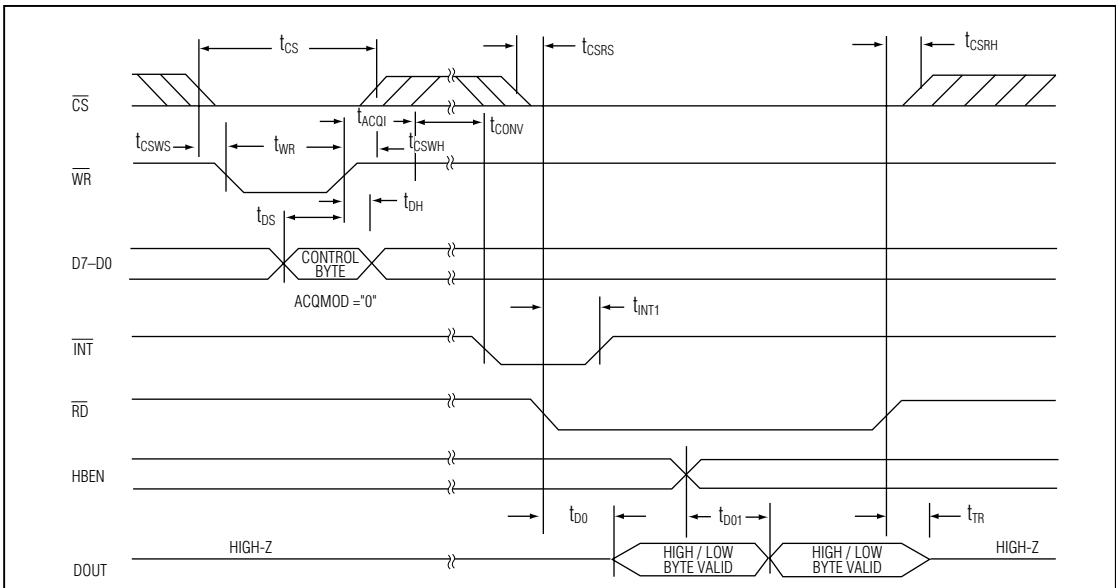 tCS
tCSRS
tCSRH
CS
tACQI
tCONV
tCSWS
tWR
tCSWH
WR
tDS
tDH
D7–D0
CONTROL
BYTE
ACQMOD ="0"
tINT1
INT
RD
HBEN
tD0
tD01
tTR
DOUT
HIGH-Z
HIGH / LOW
BYTE VALID
HIGH / LOW
BYTE VALID
HIGH-Z